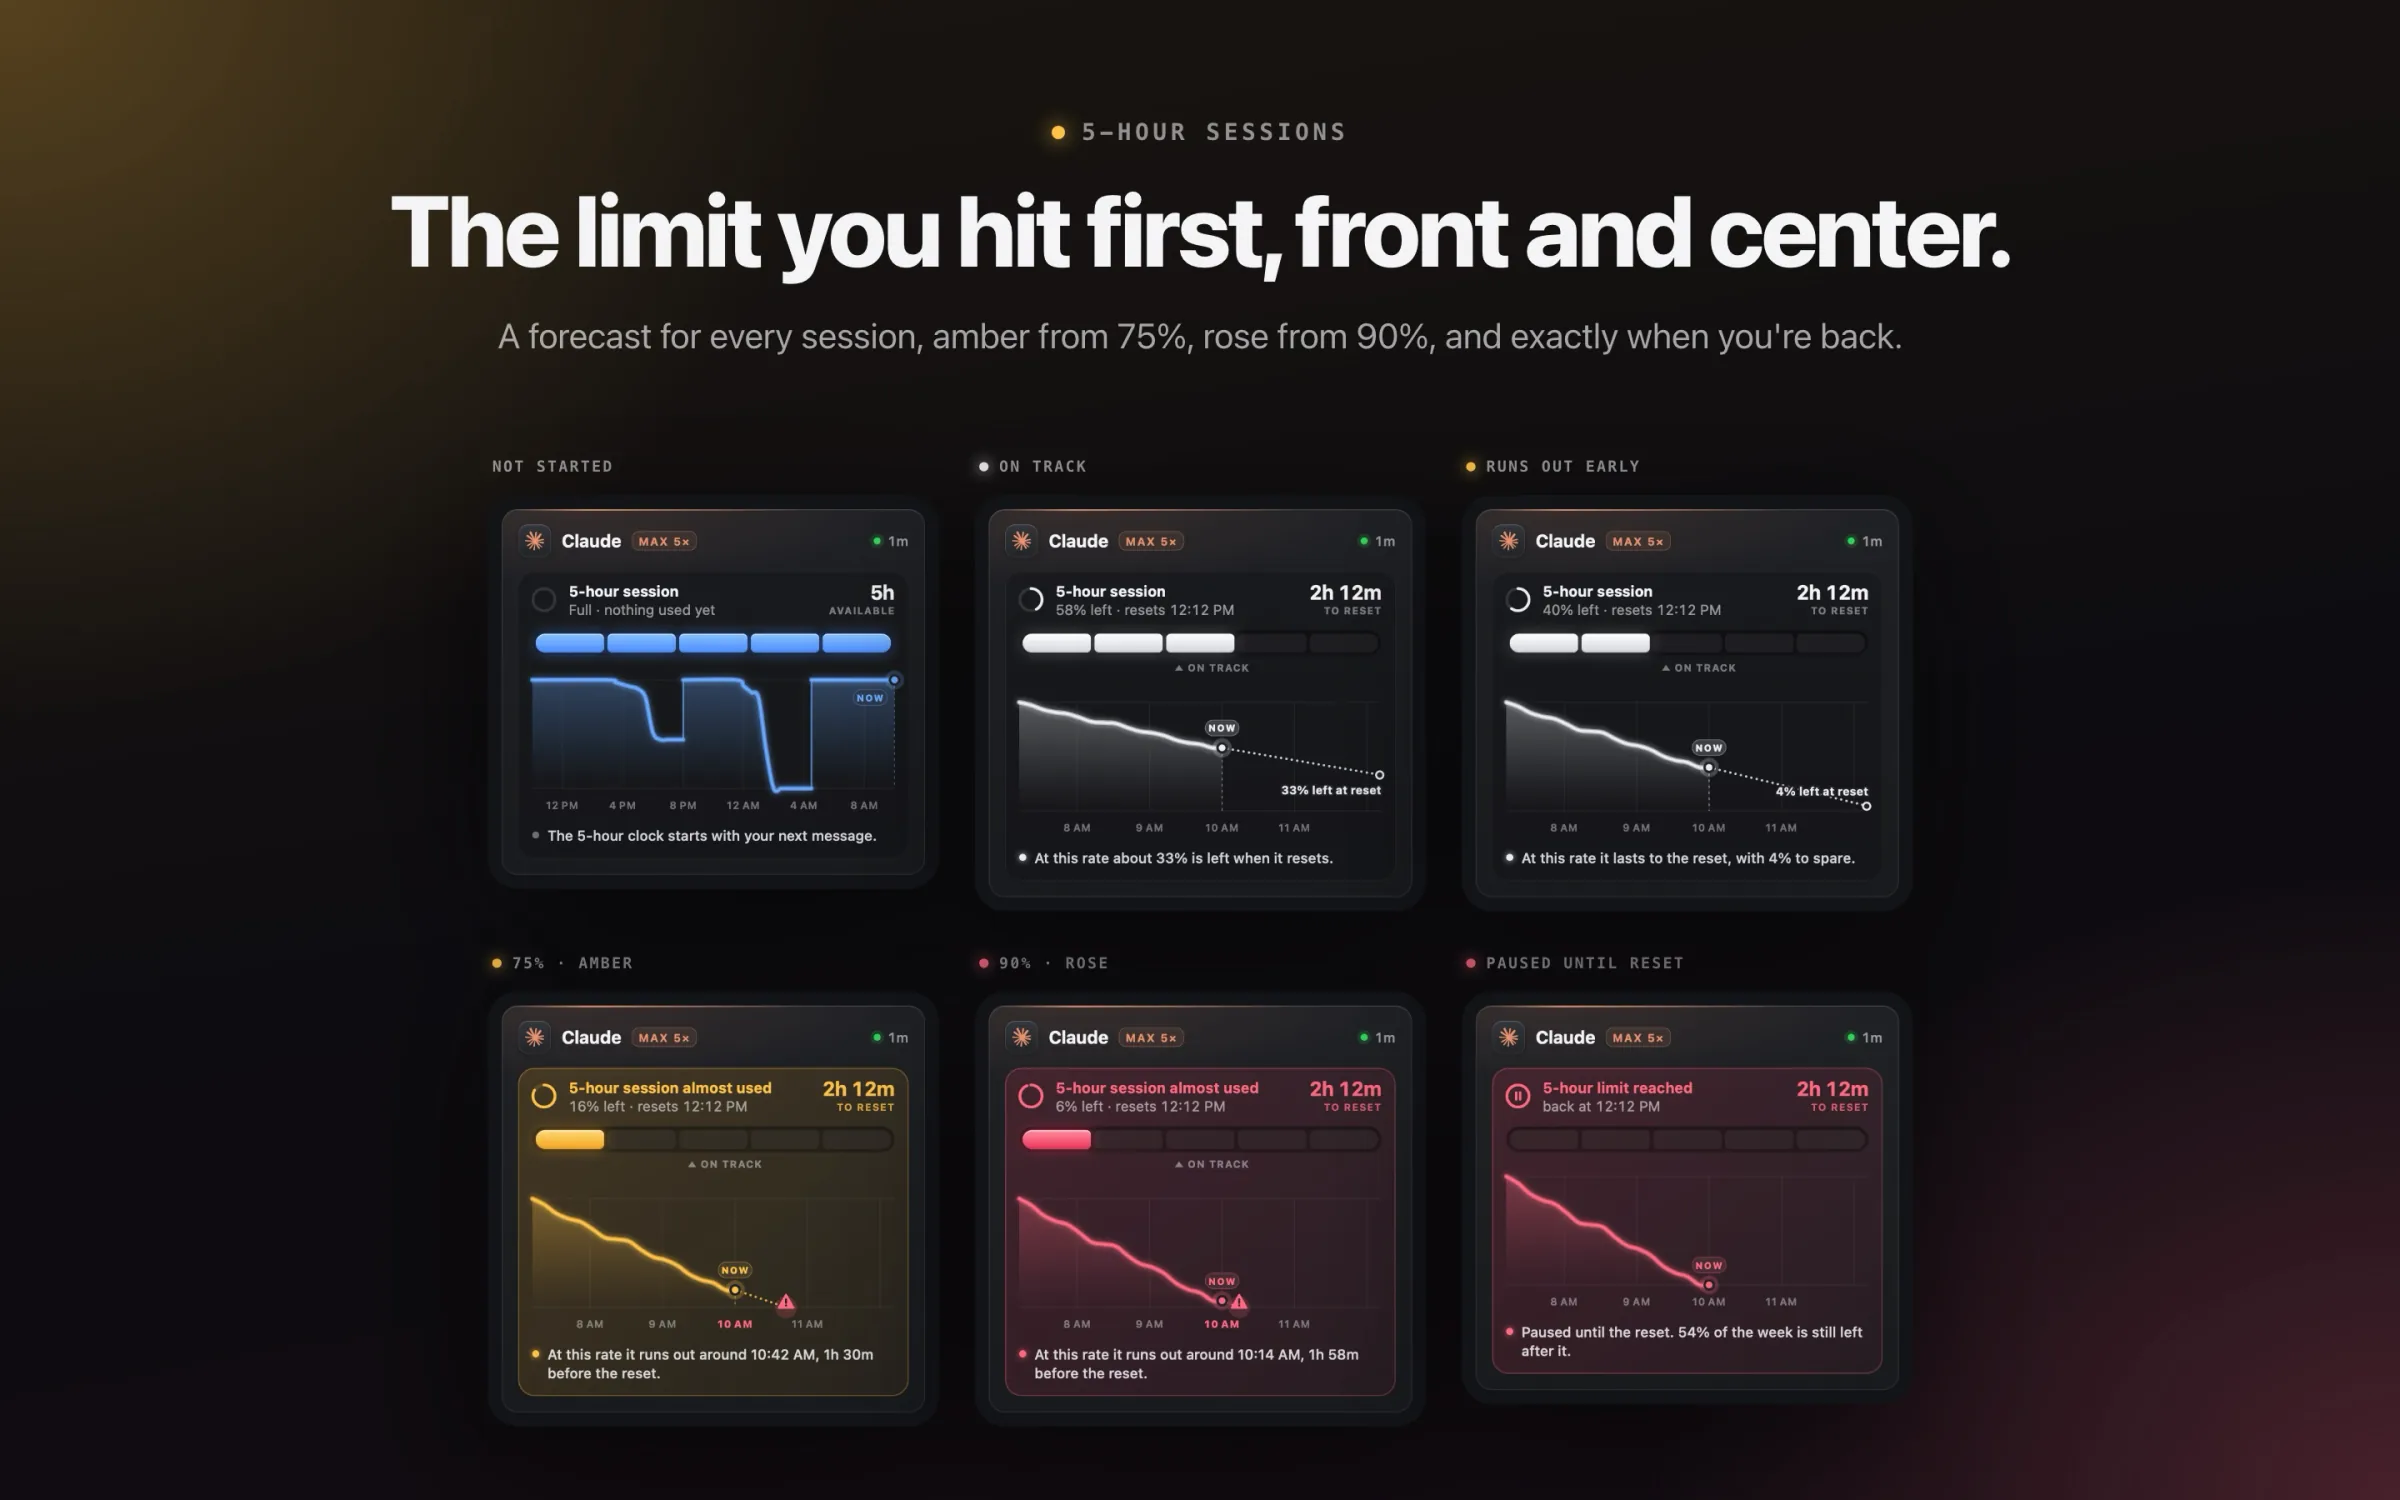 5-HOUR SESSIONS
The limit you hit first, front and center.
A forecast for every session, amber from 75%, rose from 90%, and exactly when you're back.
NOT STARTED
Claude MAX 5× 1m
5-hour session 5h
Full · nothing used yet AVAILABLE
NOW
12 PM 4 PM 8 PM 12 AM 4 AM 8 AM
The 5-hour clock starts with your next message.
ON TRACK
Claude MAX 5× 1m
5-hour session 2h 12m
58% left · resets 12:12 PM TO RESET
ON TRACK
NOW
33% left at reset
8 AM 9 AM 10 AM 11 AM
At this rate about 33% is left when it resets.
RUNS OUT EARLY
Claude MAX 5× 1m
5-hour session 2h 12m
40% left · resets 12:12 PM TO RESET
ON TRACK
NOW
4% left at reset
8 AM 9 AM 10 AM 11 AM
At this rate it lasts to the reset, with 4% to spare.
75% · AMBER
Claude MAX 5× 1m
5-hour session almost used 2h 12m
16% left · resets 12:12 PM TO RESET
ON TRACK
NOW
8 AM 9 AM 10 AM 11 AM
At this rate it runs out around 10:42 AM, 1h 30m
before the reset.
90% · ROSE
Claude MAX 5× 1m
5-hour session almost used 2h 12m
6% left · resets 12:12 PM TO RESET
ON TRACK
NOW
8 AM 9 AM 10 AM 11 AM
At this rate it runs out around 10:14 AM, 1h 58m
before the reset.
PAUSED UNTIL RESET
Claude MAX 5× 1m
5-hour limit reached 2h 12m
back at 12:12 PM TO RESET
NOW
8 AM 9 AM 10 AM 11 AM
Paused until the reset. 54% of the week is still left
after it.